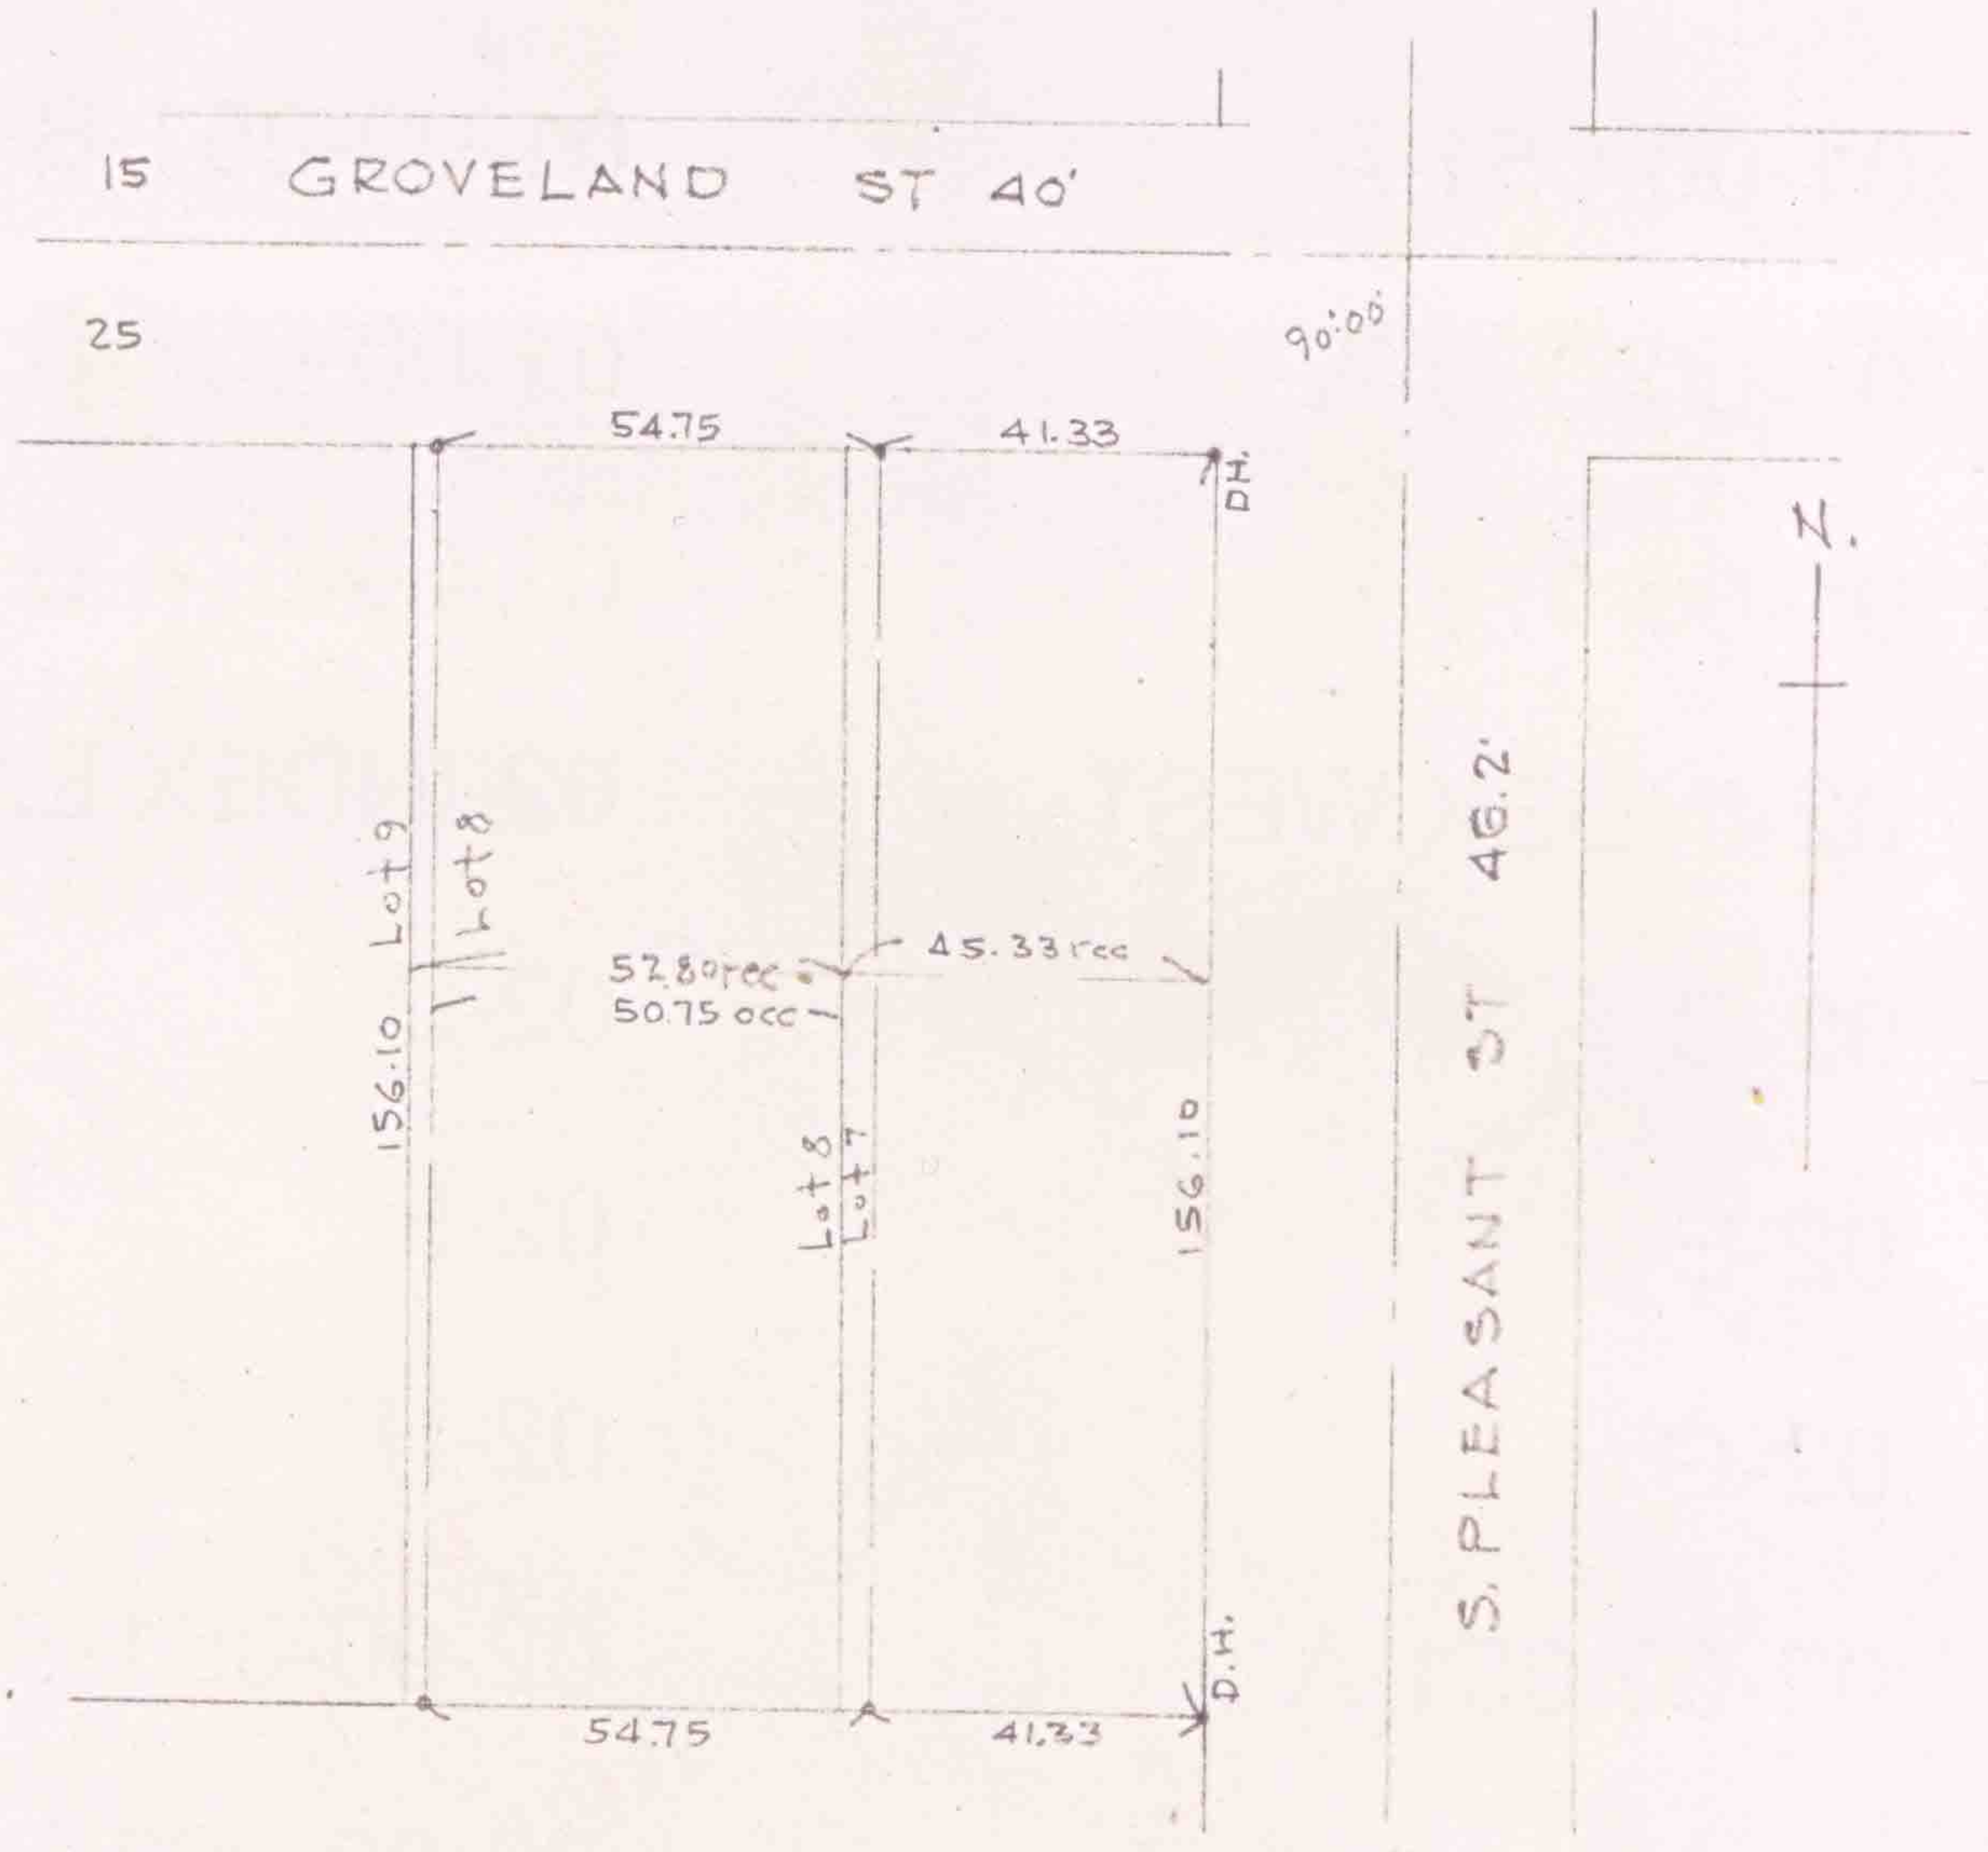 15 GROVELAND ST 40'
25
90°00'
54.75
41.33
DH.
N.
Lot 9
Lot 8
46.2'
52.80 rec
45.33 rec
50.75 occ
156.10
Lot 8
Lot 7
156.10
S. PLEASANT ST
D.H.
54.75
41.33